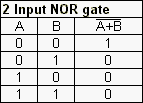 2 Input NOR gate
A B A+B
0 0 1
0 1 0
1 0 0
1 1 0